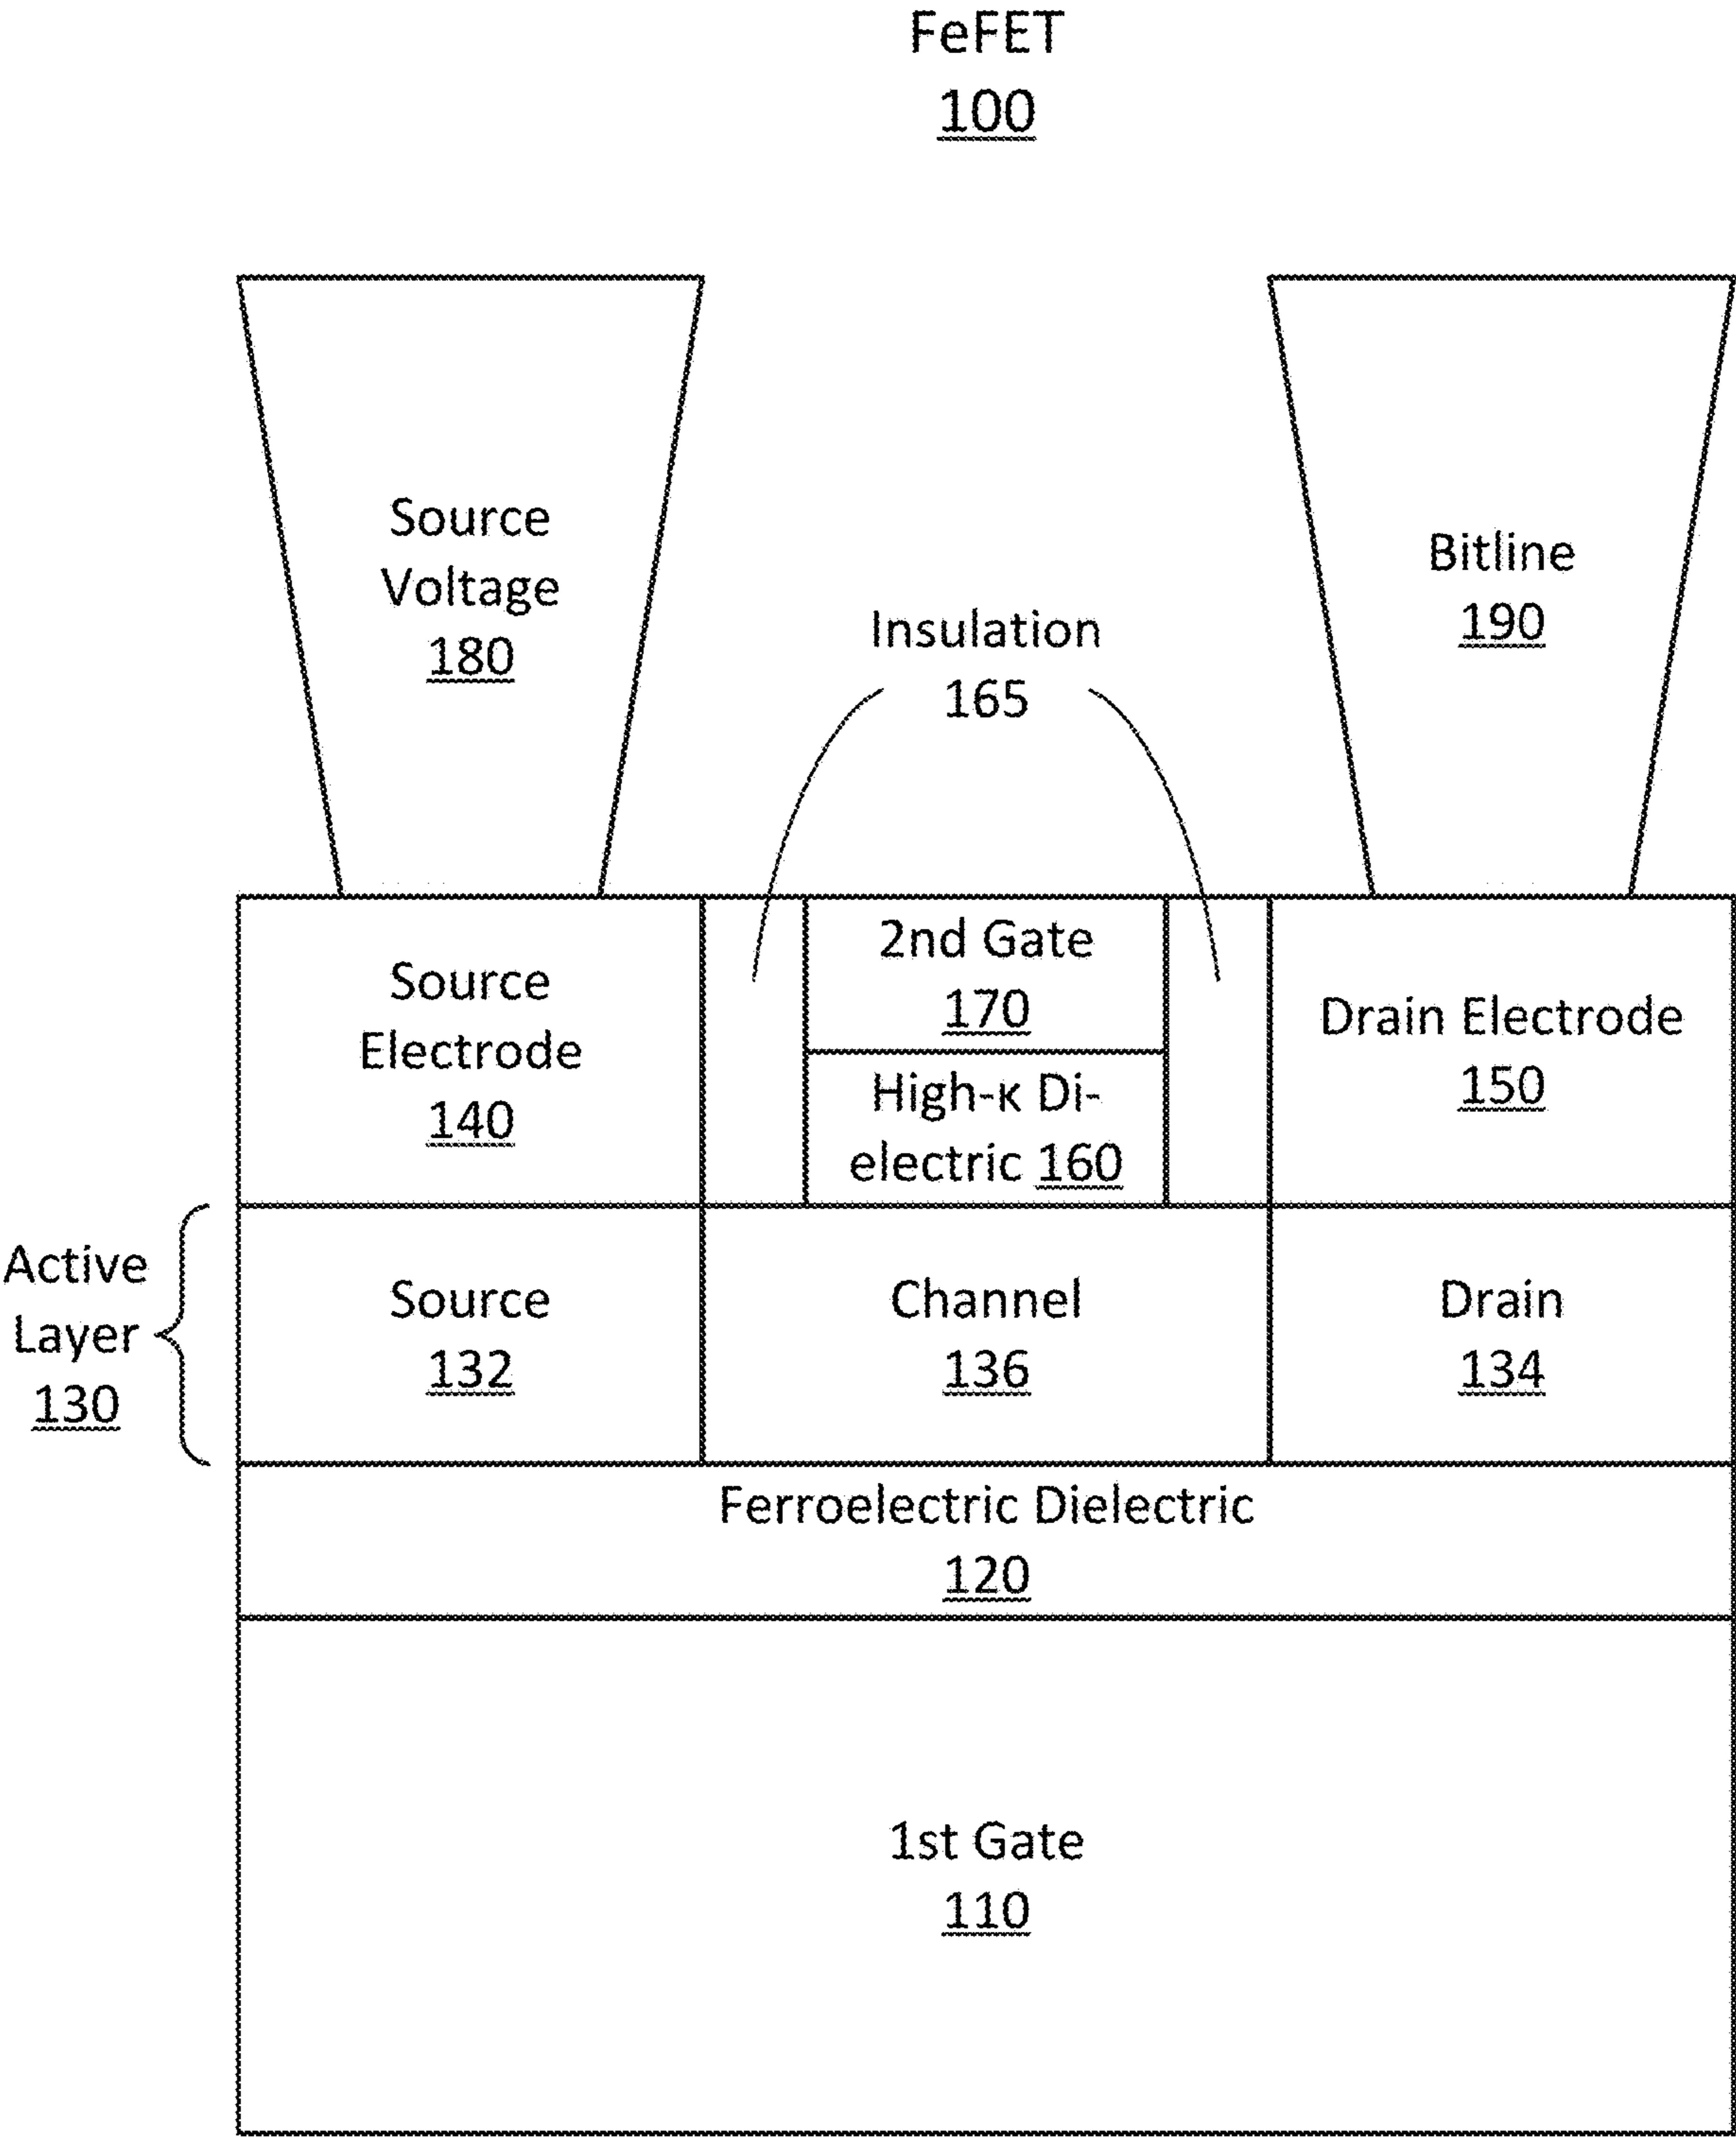 FeFET
100
Source
Voltage
180
Bitline
190
Insulation
165
Source
Electrode
140
2nd Gate
170
High-κ Di-
electric 160
Drain Electrode
150
Active
Layer
130
Source
132
Channel
136
Drain
134
Ferroelectric Dielectric
120
1st Gate
110